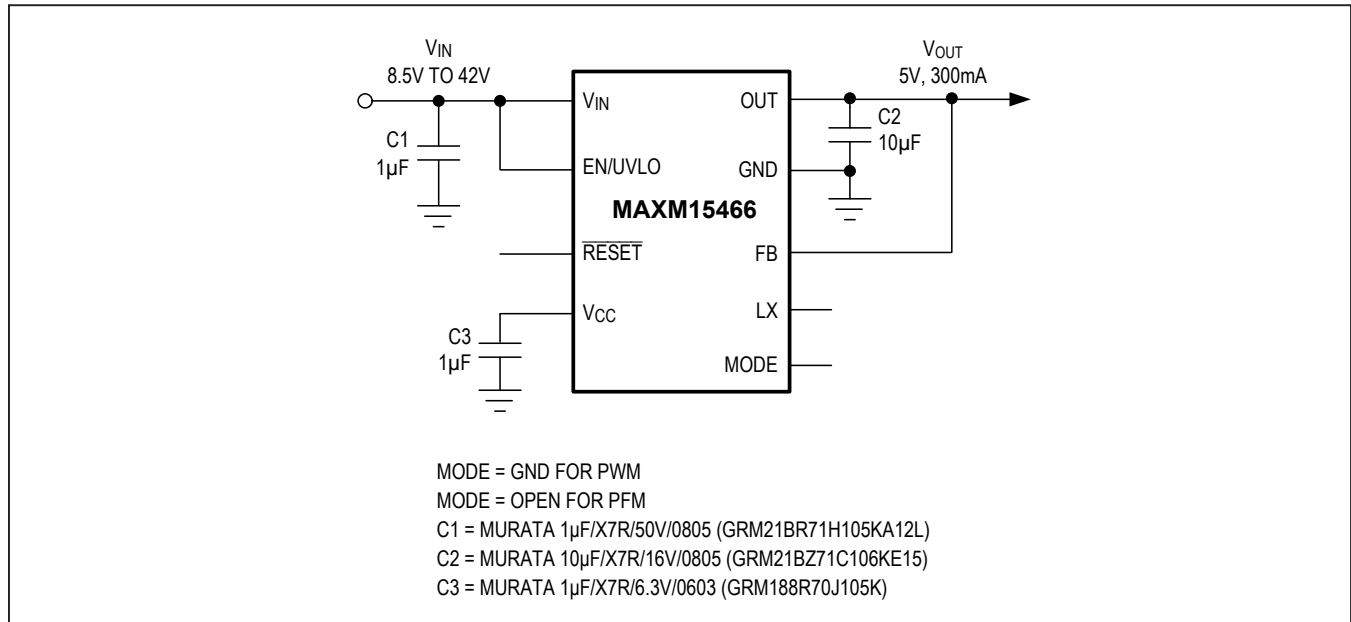 VIN
8.5V TO 42V
VOUT
5V, 300mA
VIN
OUT
C1
1µF
C2
10µF
EN/UVLO
GND
MAXM15466
RESET
FB
VCC
LX
C3
1µF
MODE
MODE = GND FOR PWM
MODE = OPEN FOR PFM
C1 = MURATA 1µF/X7R/50V/0805 (GRM21BR71H105KA12L)
C2 = MURATA 10µF/X7R/16V/0805 (GRM21BZ71C106KE15)
C3 = MURATA 1µF/X7R/6.3V/0603 (GRM188R70J105K)